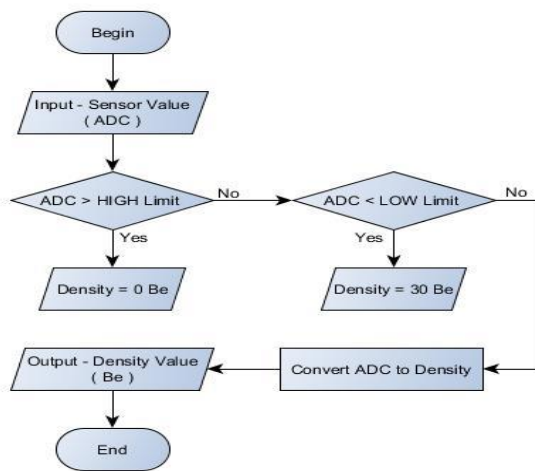 Begin
Input - Sensor Value
( ADC )
ADC > HIGH Limit
No
ADC < LOW Limit
No
Yes
Yes
Density = 0 Be
Density = 30 Be
Output - Density Value
( Be )
Convert ADC to Density
End